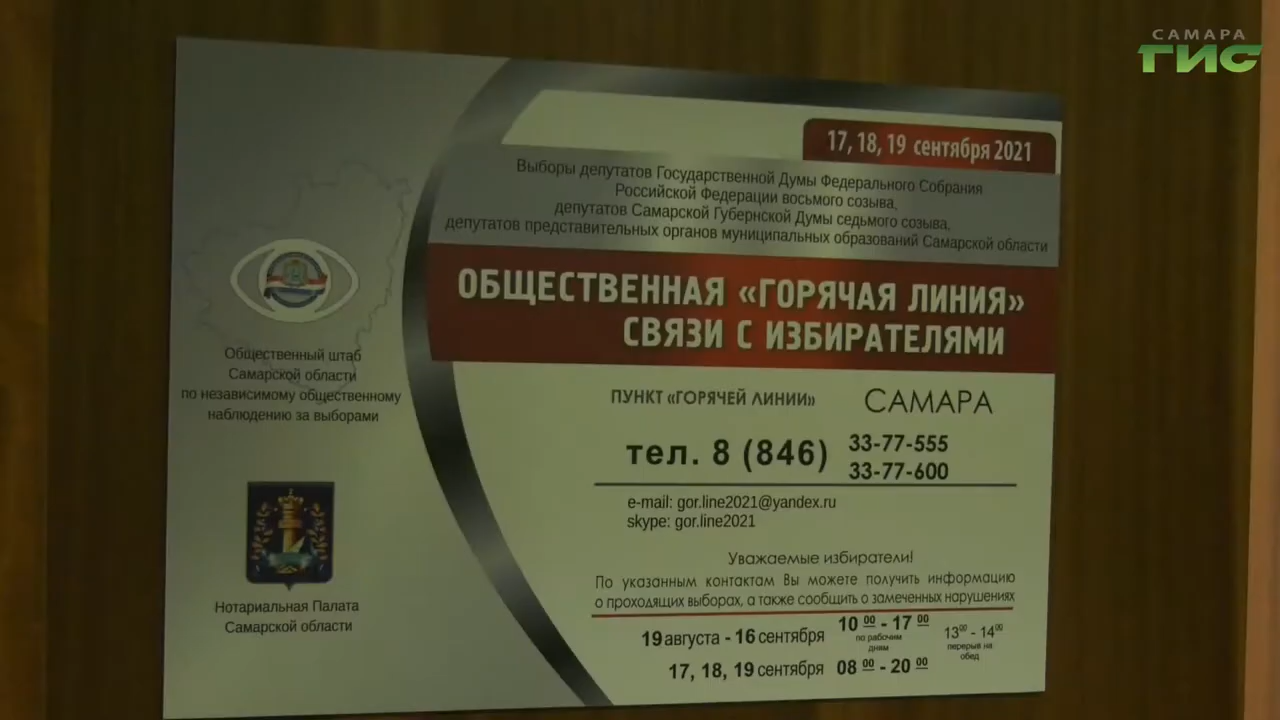 САМАРА
ГИС
17, 18, 19 сентября 2021
Выборы депутатов Государственной Думы Федерального Собрания
Российской Федерации восьмого созыва,
депутатов Самарской Губернской Думы седьмого созыва,
депутатов представительных органов муниципальных образований Самарской области
ОБЩЕСТВЕННАЯ «ГОРЯЧАЯ ЛИНИЯ»
СВЯЗИ С ИЗБИРАТЕЛЯМИ
Общественный штаб
Самарской области
по независимому общественному
наблюдению за выборами
Нотариальная Палата
Самарской области
ПУНКТ «ГОРЯЧЕЙ ЛИНИИ» САМАРА
тел. 8 (846) 33-77-555
33-77-600
e-mail: gor.line2021@yandex.ru
skype: gor.line2021
Уважаемые избиратели!
По указанным контактам Вы можете получить информацию
о проходящих выборах, а также сообщить о замеченных нарушениях
19 августа - 16 сентября 10 00 - 17 00
по рабочим
дням
13 00 - 14 00
перерыв на
обед
17, 18, 19 сентября 08 00 - 20 00